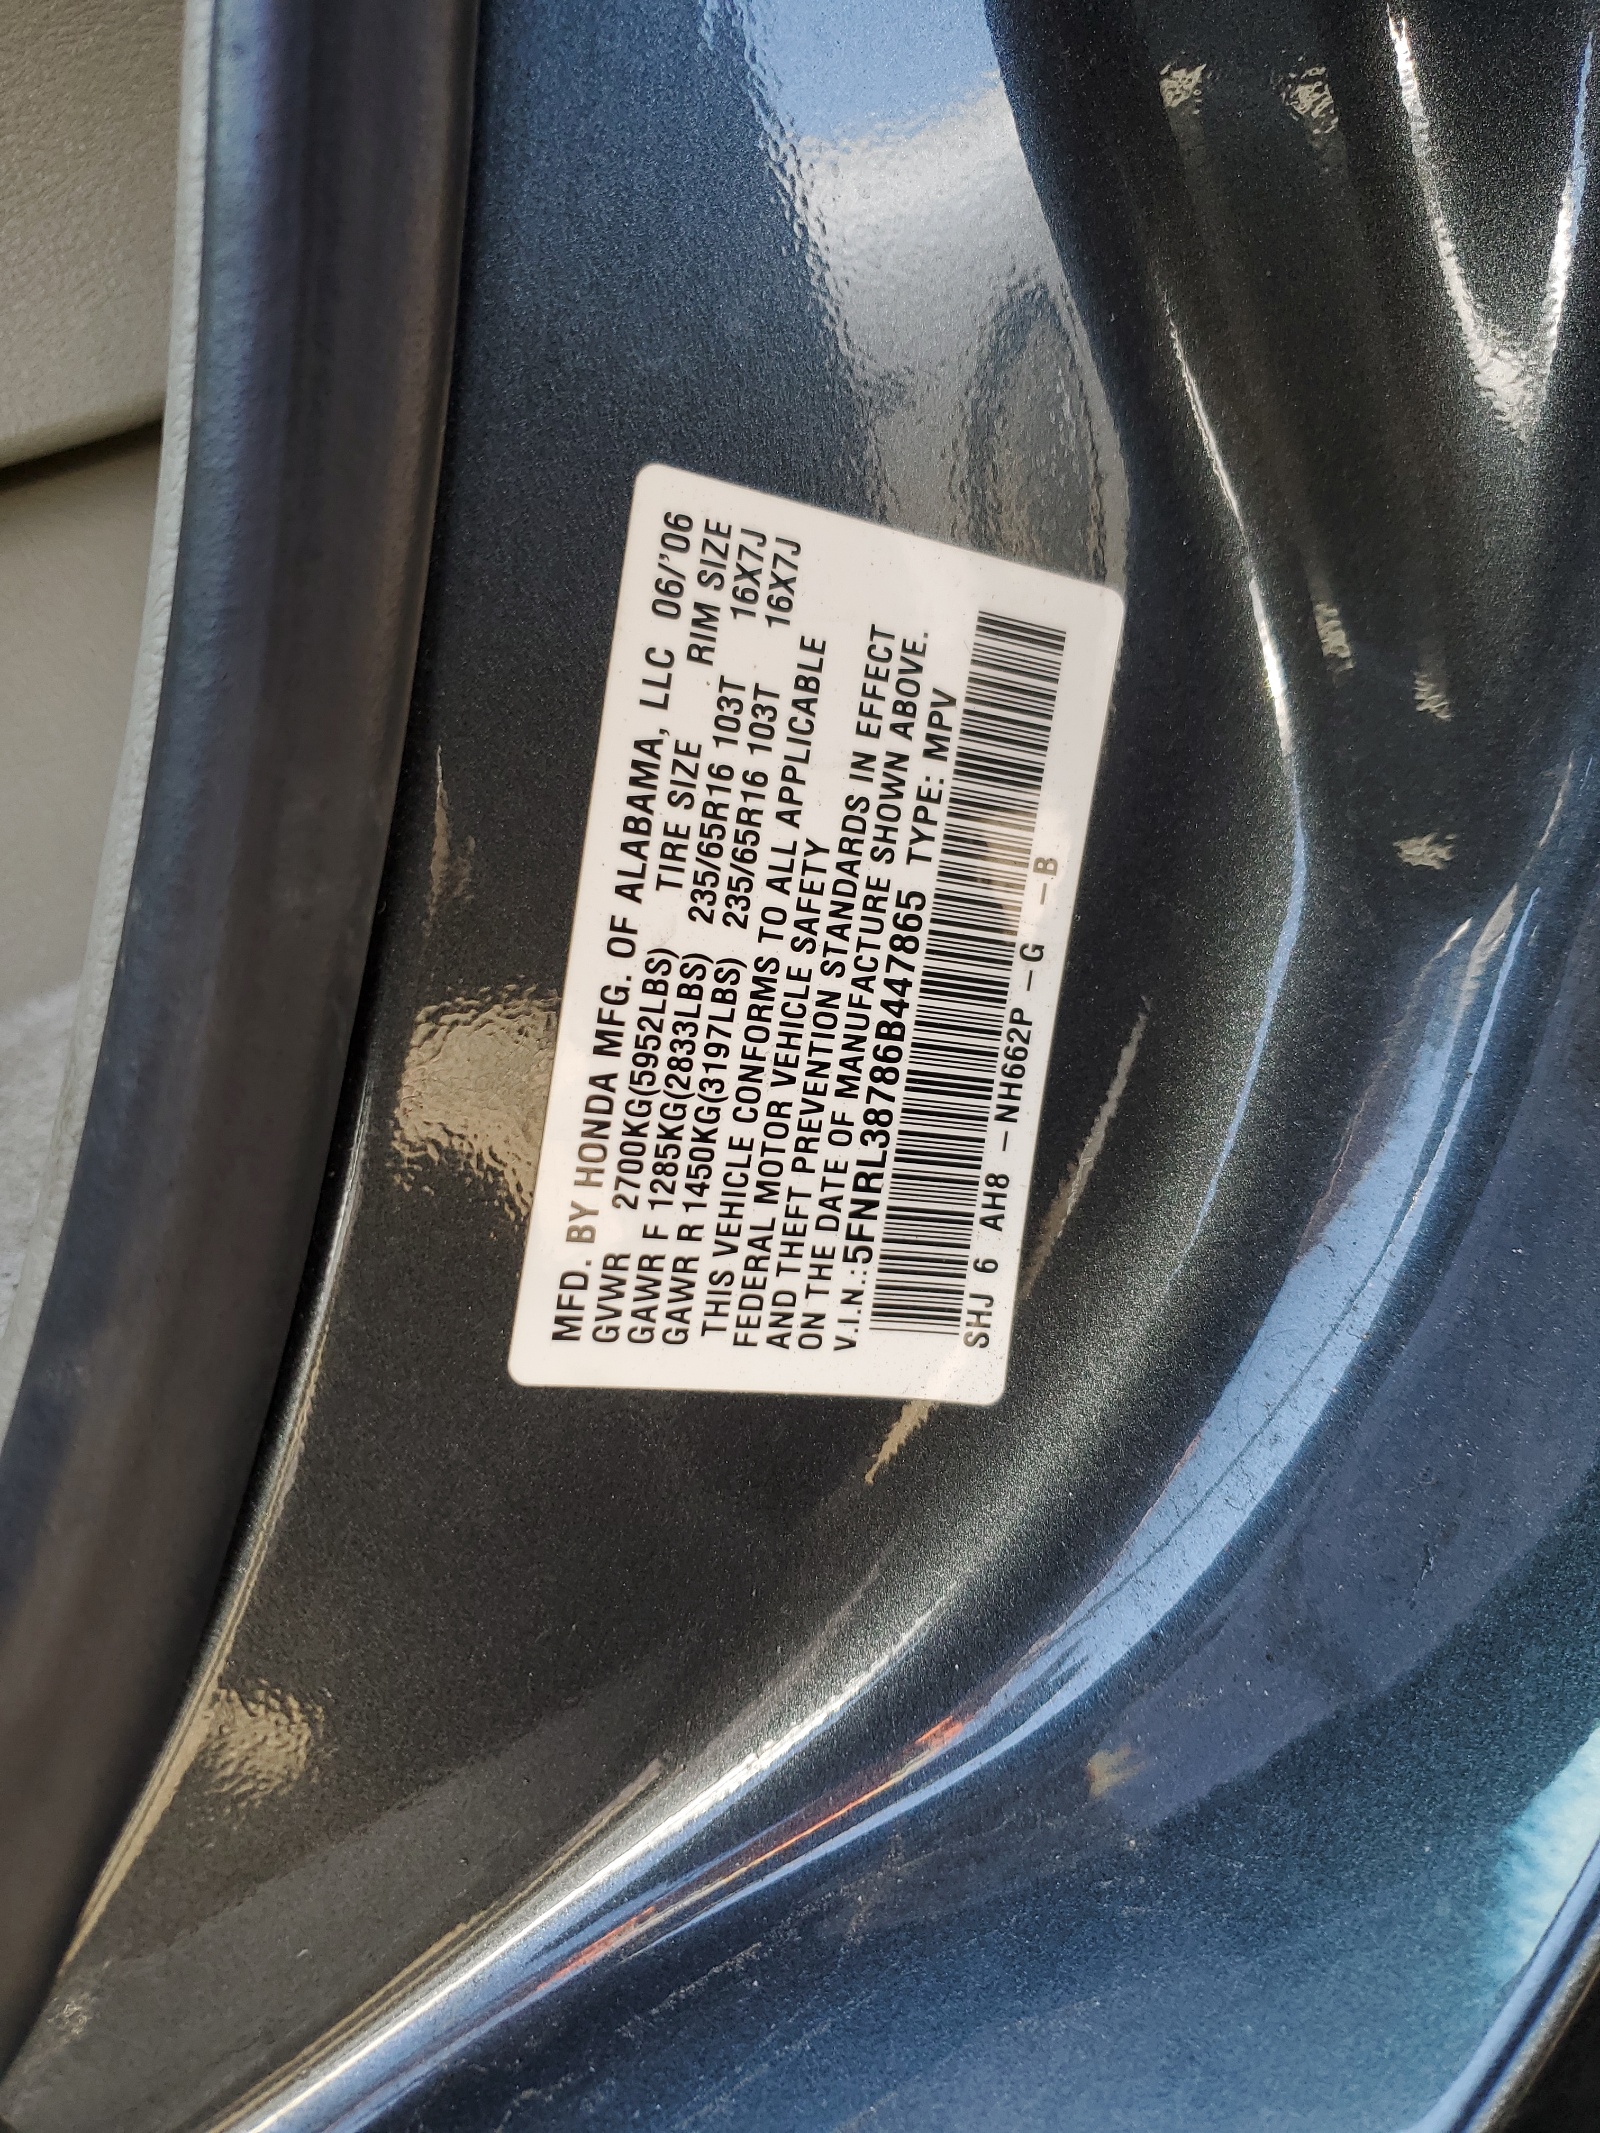 MFD. BY HONDA MFG. OF ALABAMA, LLC 06/'06
GVWR 2700KG(5952LBS) TIRE SIZE RIM SIZE
GAWR F 1285KG(2833LBS) 235/65R16 103T 16X7J
GAWR R 1450KG(3197LBS) 235/65R16 103T 16X7J
THIS VEHICLE CONFORMS TO ALL APPLICABLE
FEDERAL MOTOR VEHICLE SAFETY
AND THEFT PREVENTION STANDARDS IN EFFECT
ON THE DATE OF MANUFACTURE SHOWN ABOVE.
V.I.N.:5FNRL38786B447865 TYPE: MPV
SHJ 6 AH8 -NH662P -G -B